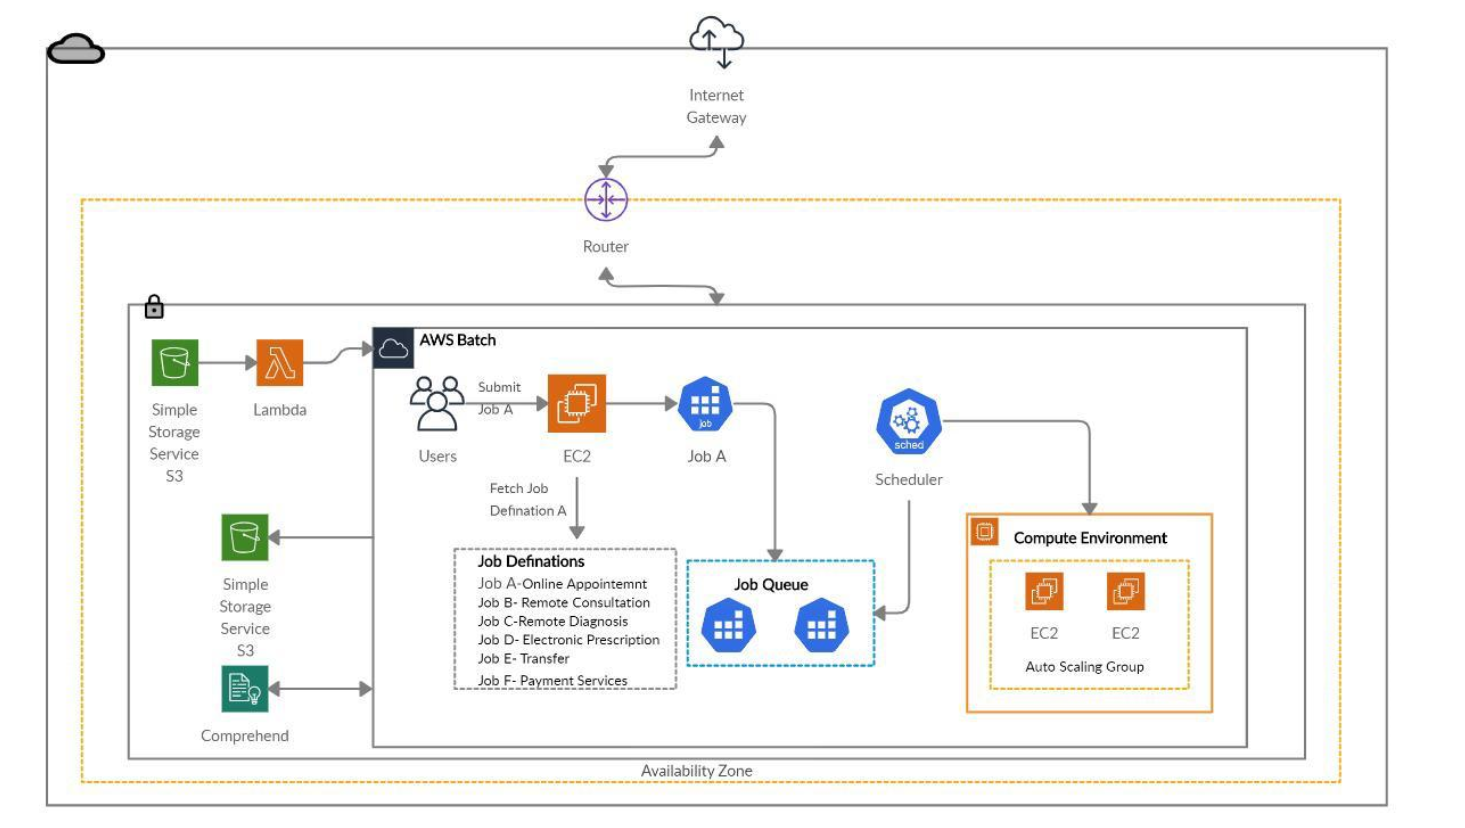 Internet
Gateway
Router
AWS Batch
Simple
Storage
Service
S3
Lambda
Users
Submit
Job A
EC2
job
Job A
sched
Scheduler
Fetch Job
Defination A
Job Definations
Job A-Online Appointemnt
Job B- Remote Consultation
Job C-Remote Diagnosis
Job D- Electronic Prescription
Job E- Transfer
Job F- Payment Services
Job Queue
Compute Environment
EC2
EC2
Auto Scaling Group
Simple
Storage
Service
S3
Comprehend
Availability Zone